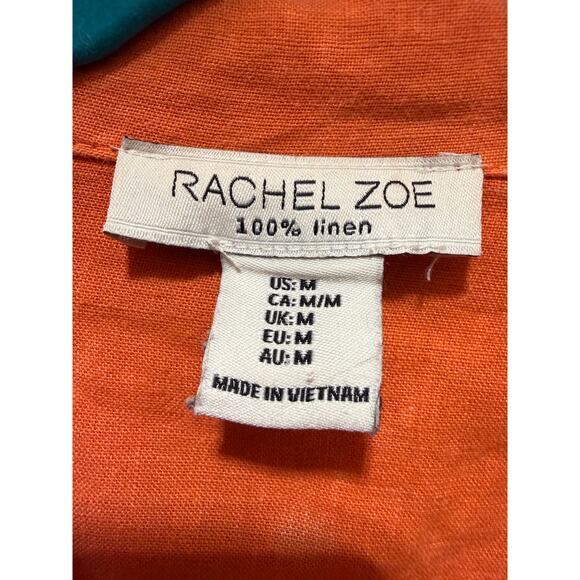 RACHEL ZOE
100% linen
US: M
CA: M/M
UK: M
EU: M
AU: M
MADE IN VIETNAM